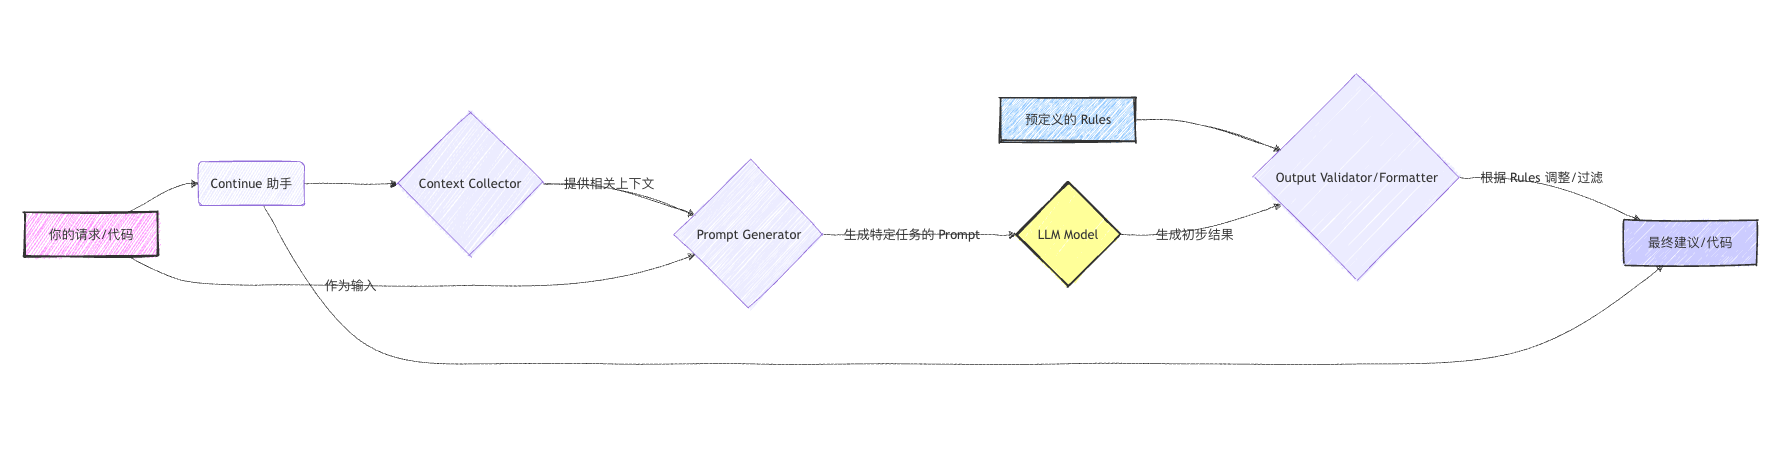 你的请求/代码
Continue 助手
Context Collector
提供相关上下文
作为输入
Prompt Generator
生成特定任务的 Prompt
预定义的 Rules
LLM Model
生成初步结果
Output Validator/Formatter
根据 Rules 调整/过滤
最终建议/代码